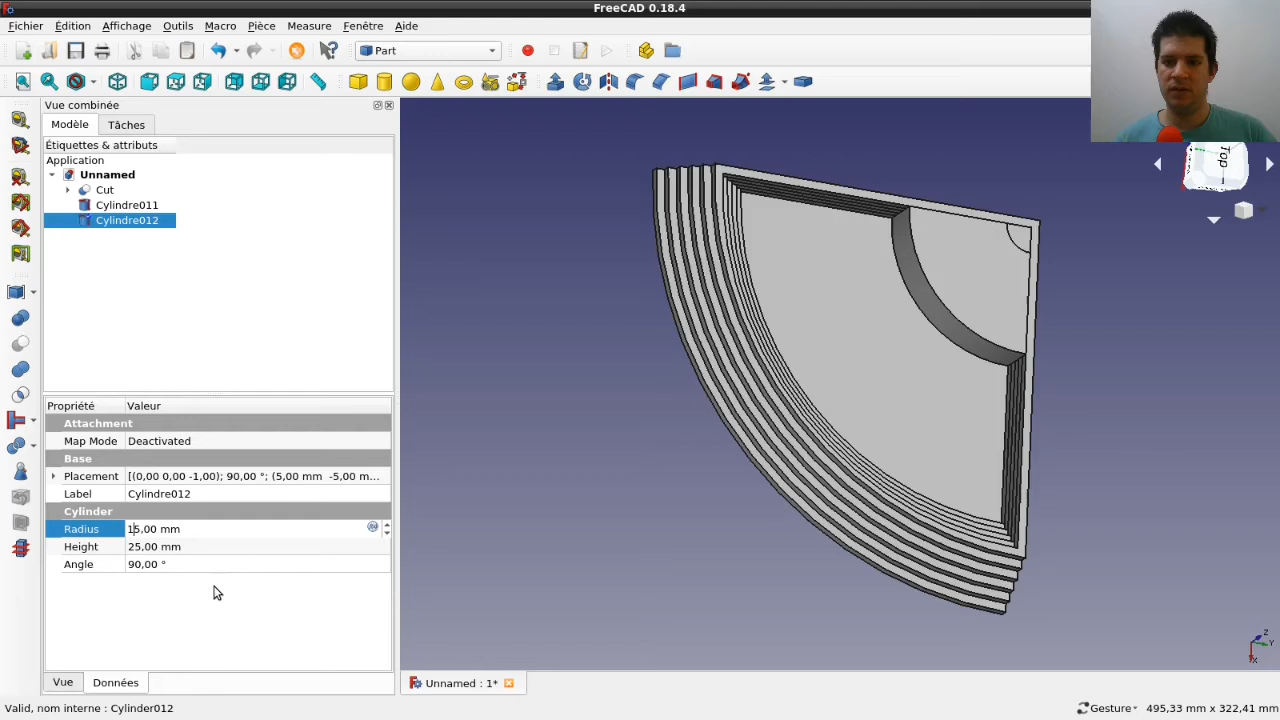 FreeCAD 0.18.4
Fichier Édition Affichage Outils Macro Pièce Measure Fenêtre Aide
Part
Vue combinée
Modèle Tâches
Étiquettes & attributs
Application
Unnamed
Cut
Cylindre011
Cylindre012
Top
Propriété Valeur
Attachment
Map Mode Deactivated
Base
Placement [(0,00 0,00 -1,00); 90,00 °; (5,00 mm -5,00 m...
Label Cylindre012
Cylinder
Radius 15,00 mm
Height 25,00 mm
Angle 90,00 °
Z
Y
X
Vue Données
Unnamed : 1*
Valid, nom interne : Cylinder012
Gesture 495,33 mm x 322,41 mm